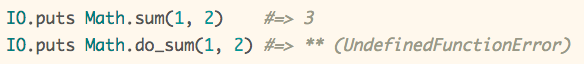 IO.puts Math.sum(1, 2)    #=> 3
IO.puts Math.do_sum(1, 2) #=> ** (UndefinedFunctionError)